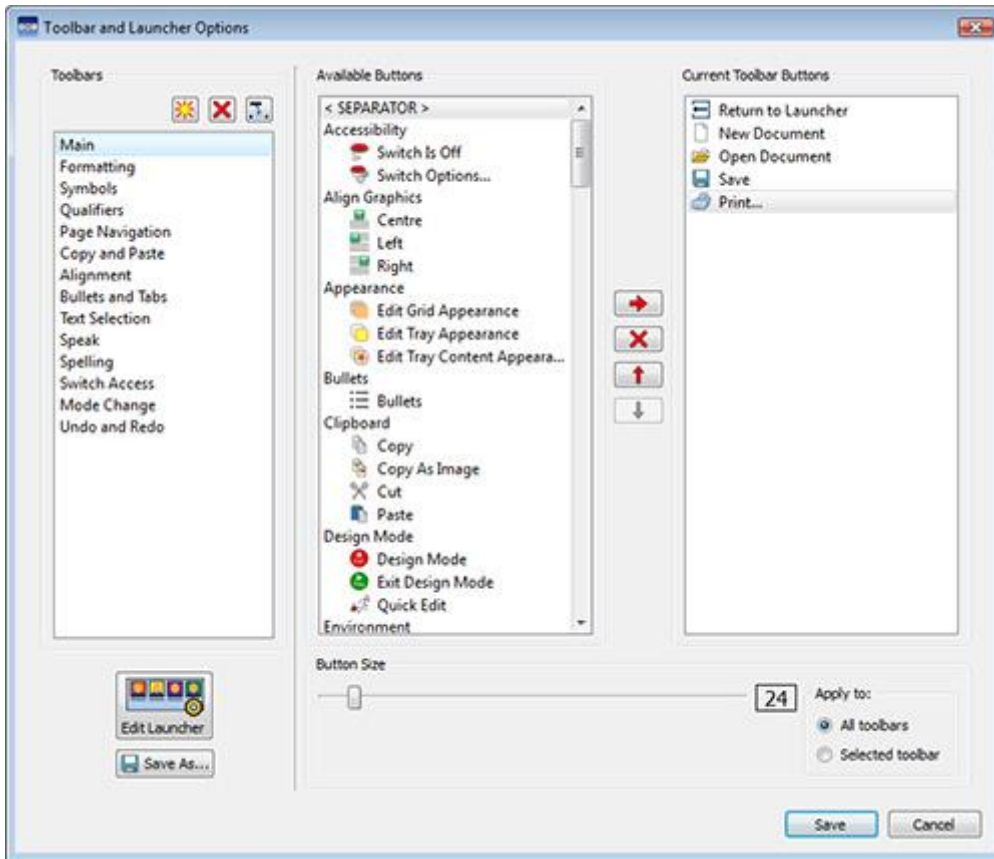 Toolbar and Launcher Options
Toolbars
Main
Formatting
Symbols
Qualifiers
Page Navigation
Copy and Paste
Alignment
Bullets and Tabs
Text Selection
Speak
Spelling
Switch Access
Mode Change
Undo and Redo
Edit Launcher
Save As...
Available Buttons
< SEPARATOR >
Accessibility
Switch Is Off
Switch Options...
Align Graphics
Centre
Left
Right
Appearance
Edit Grid Appearance
Edit Tray Appearance
Edit Tray Content Appeara...
Bullets
Bullets
Clipboard
Copy
Copy As Image
Cut
Paste
Design Mode
Design Mode
Exit Design Mode
Quick Edit
Environment
Current Toolbar Buttons
Return to Launcher
New Document
Open Document
Save
Print...
Button Size
24
Apply to:
All toolbars
Selected toolbar
Save
Cancel